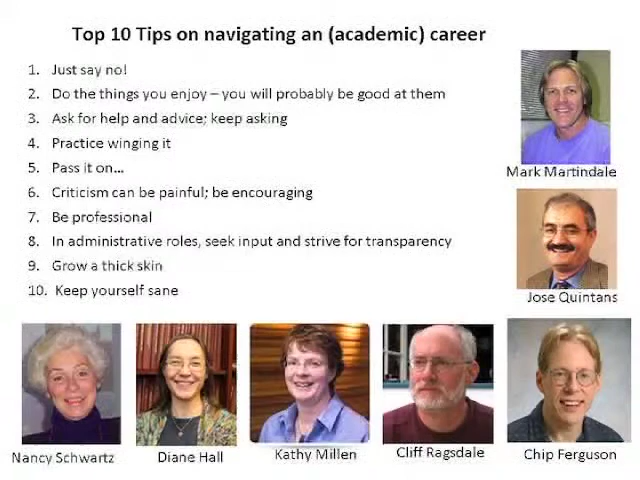 Top 10 Tips on navigating an (academic) career
1. Just say no!
2. Do the things you enjoy – you will probably be good at them
3. Ask for help and advice; keep asking
4. Practice winging it
5. Pass it on...
6. Criticism can be painful; be encouraging
7. Be professional
8. In administrative roles, seek input and strive for transparency
9. Grow a thick skin
10. Keep yourself sane
Mark Martindale
Jose Quintans
Nancy Schwartz
Diane Hall
Kathy Millen
Cliff Ragsdale
Chip Ferguson